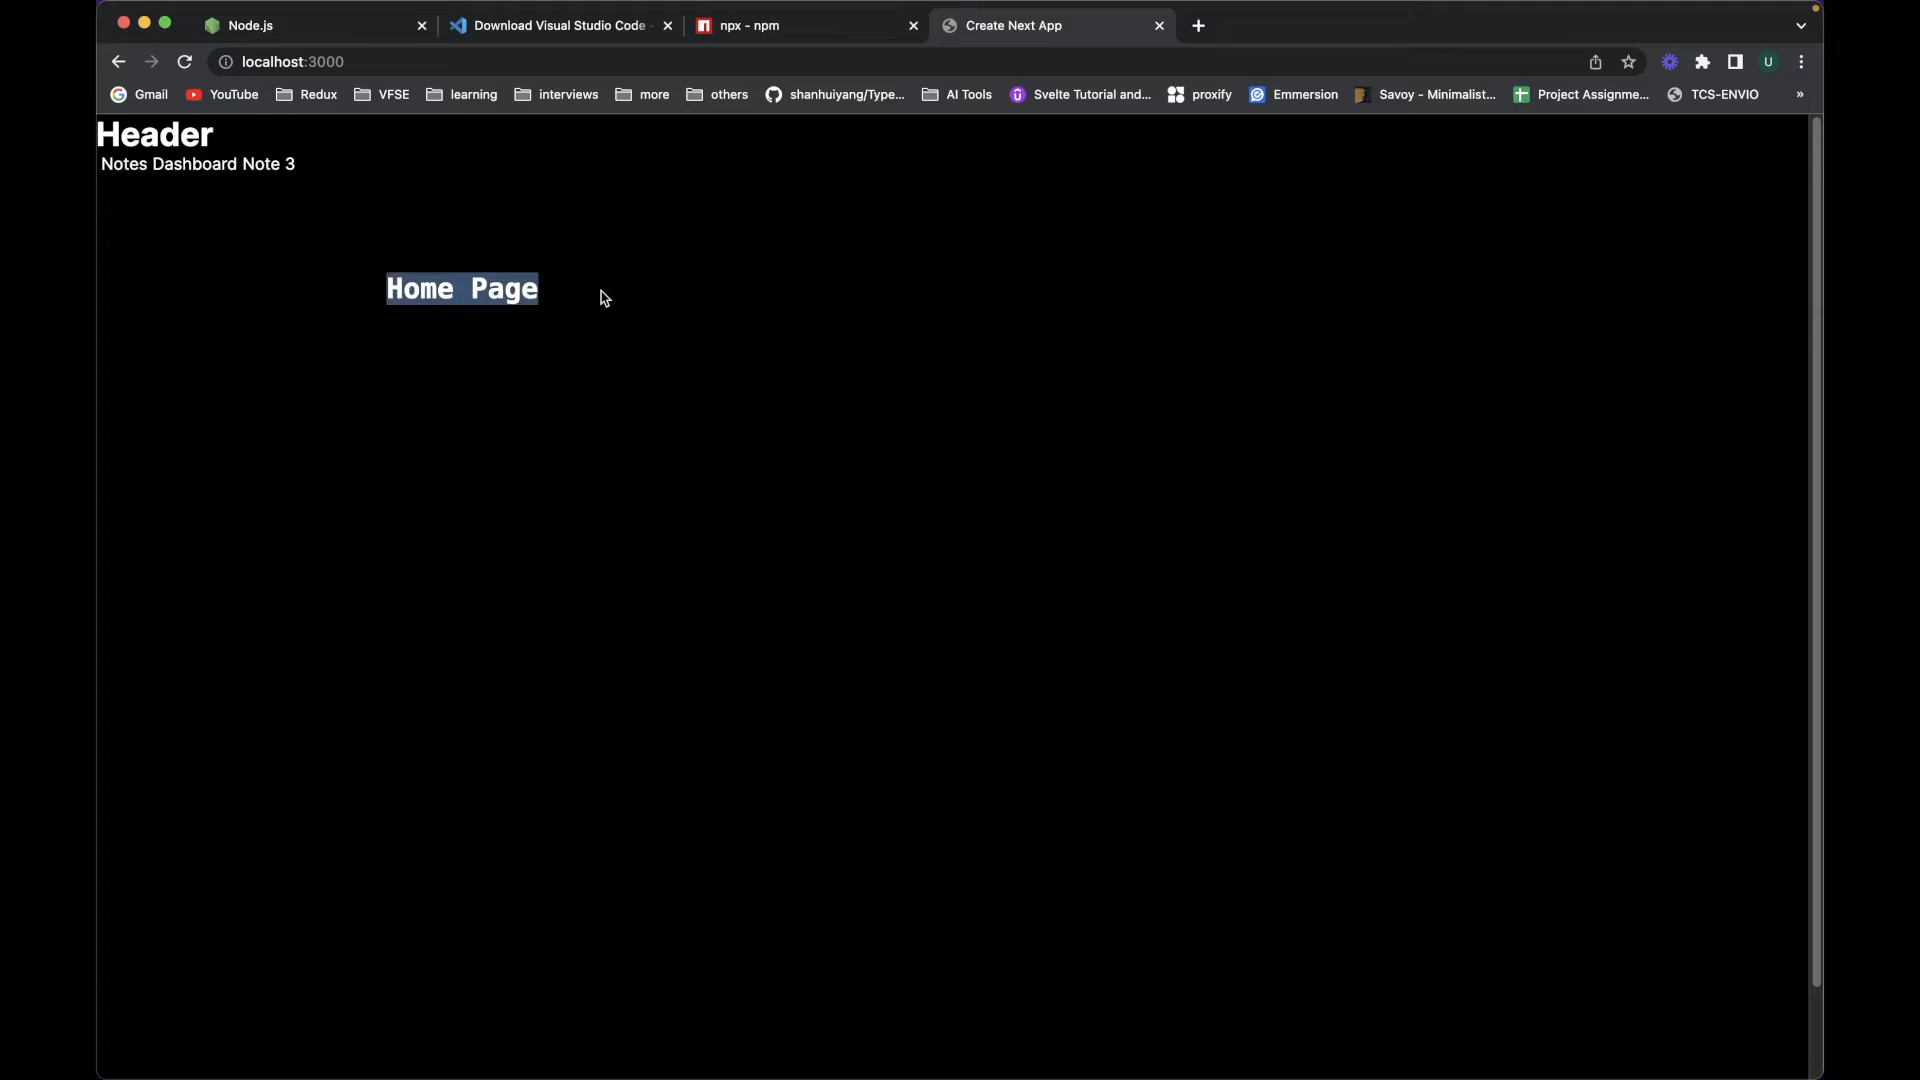 Node.js
Download Visual Studio Code
npx - npm
Create Next App
localhost:3000
U
Gmail
YouTube
Redux
VFSE
learning
interviews
more
others
shanhuiyang/Type...
AI Tools
Svelte Tutorial and...
proxify
Emmersion
Savoy - Minimalist...
Project Assignme...
TCS-ENVIO
»
Header
Notes Dashboard Note 3
Home Page